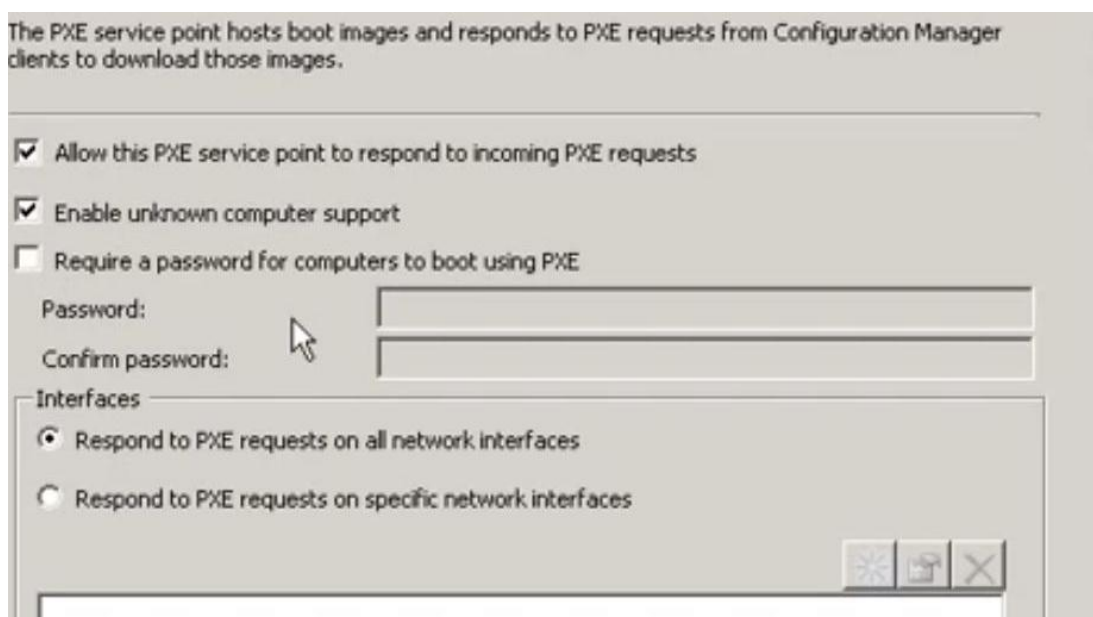 The PXE service point hosts boot images and responds to PXE requests from Configuration Manager
clients to download those images.
Allow this PXE service point to respond to incoming PXE requests
Enable unknown computer support
Require a password for computers to boot using PXE
Password:
Confirm password:
Interfaces
Respond to PXE requests on all network interfaces
Respond to PXE requests on specific network interfaces